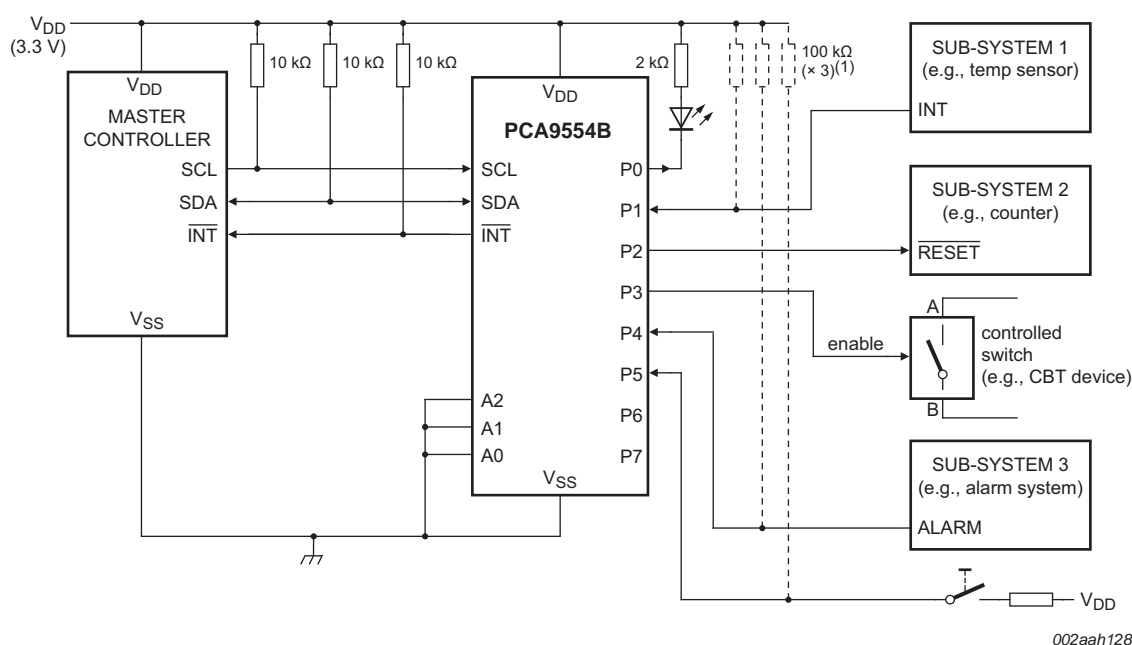 VDD
(3.3 V)
10 kΩ
10 kΩ
10 kΩ
2 kΩ
100 kΩ
(× 3)(1)
VDD
MASTER
CONTROLLER
SCL
SDA
INT
VSS
VDD
PCA9554B
SCL
SDA
INT
A2
A1
A0
VSS
P0
P1
P2
P3
P4
P5
P6
P7
SUB-SYSTEM 1
(e.g., temp sensor)
INT
SUB-SYSTEM 2
(e.g., counter)
RESET
enable
A
B
controlled
switch
(e.g., CBT device)
SUB-SYSTEM 3
(e.g., alarm system)
ALARM
VDD
002aah128